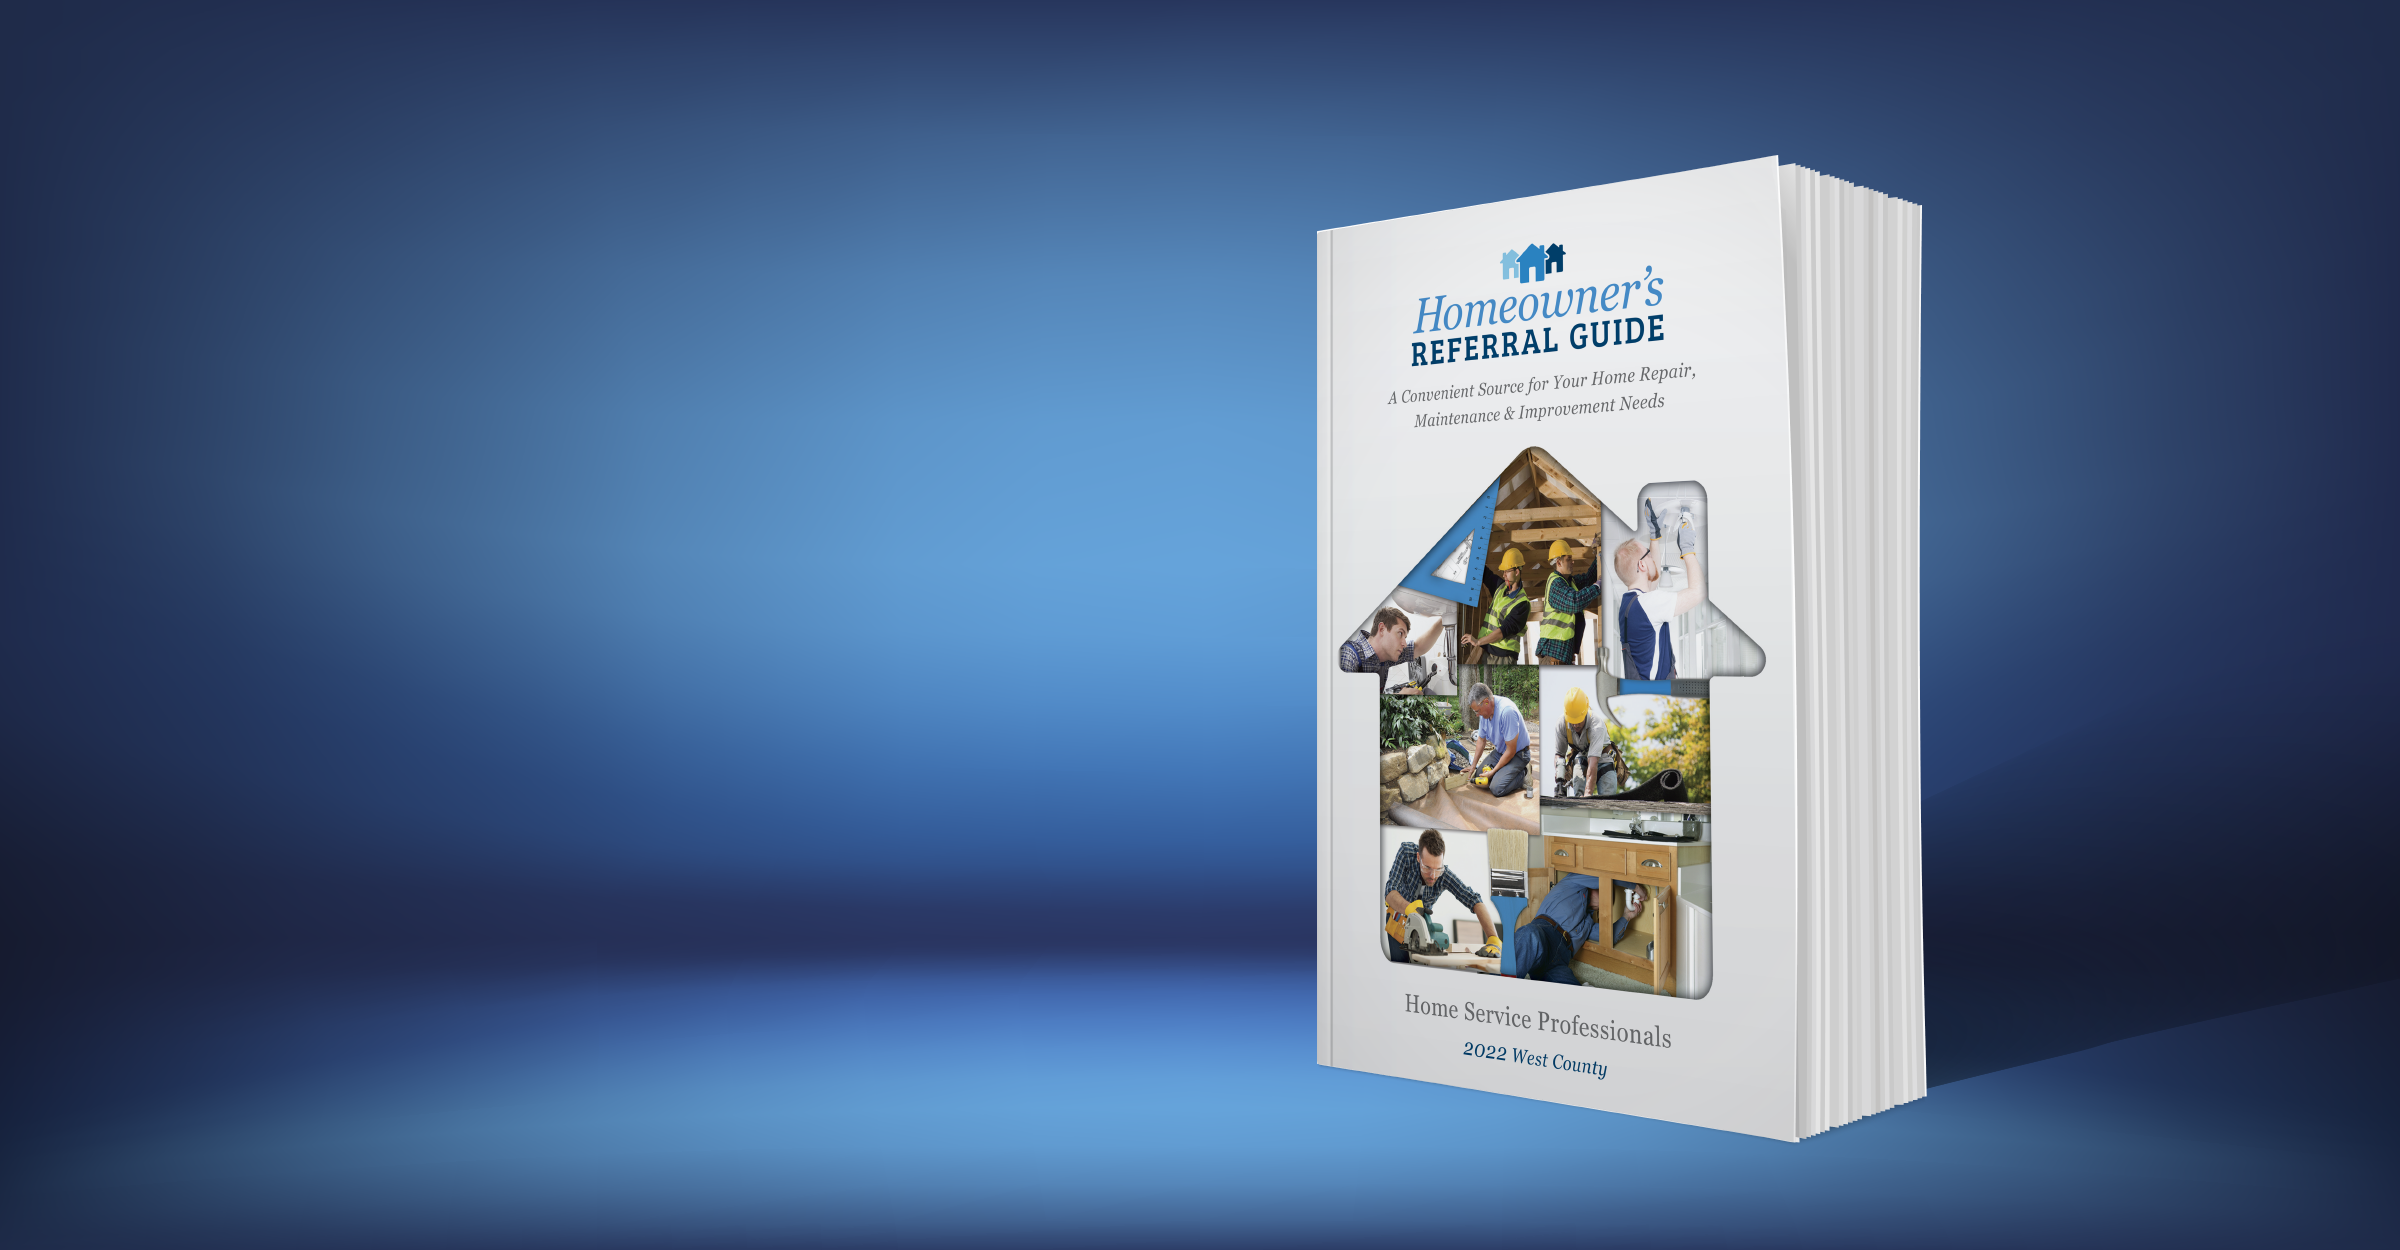 Homeowner’s
REFERRAL GUIDE
A Convenient Source for Your Home Repair,
Maintenance & Improvement Needs
Home Service Professionals
2022 West County